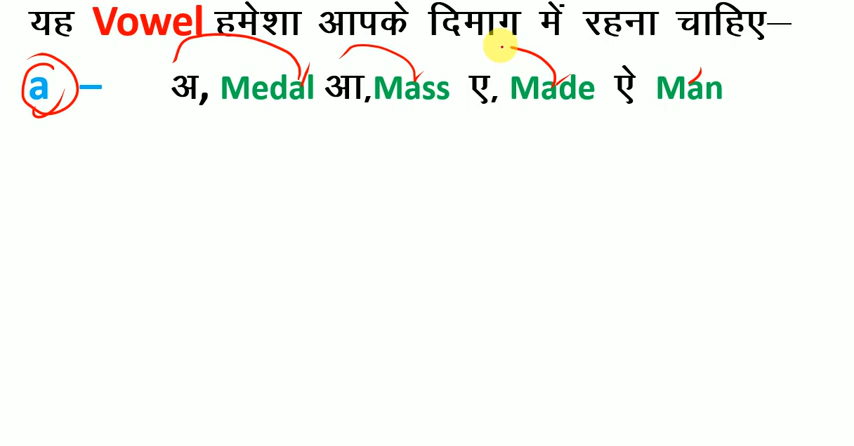 यह Vowel हमेशा आपके दिमाग में रहना चाहिए–
a – अ, Medal आ,Mass ए, Made ऐ Man